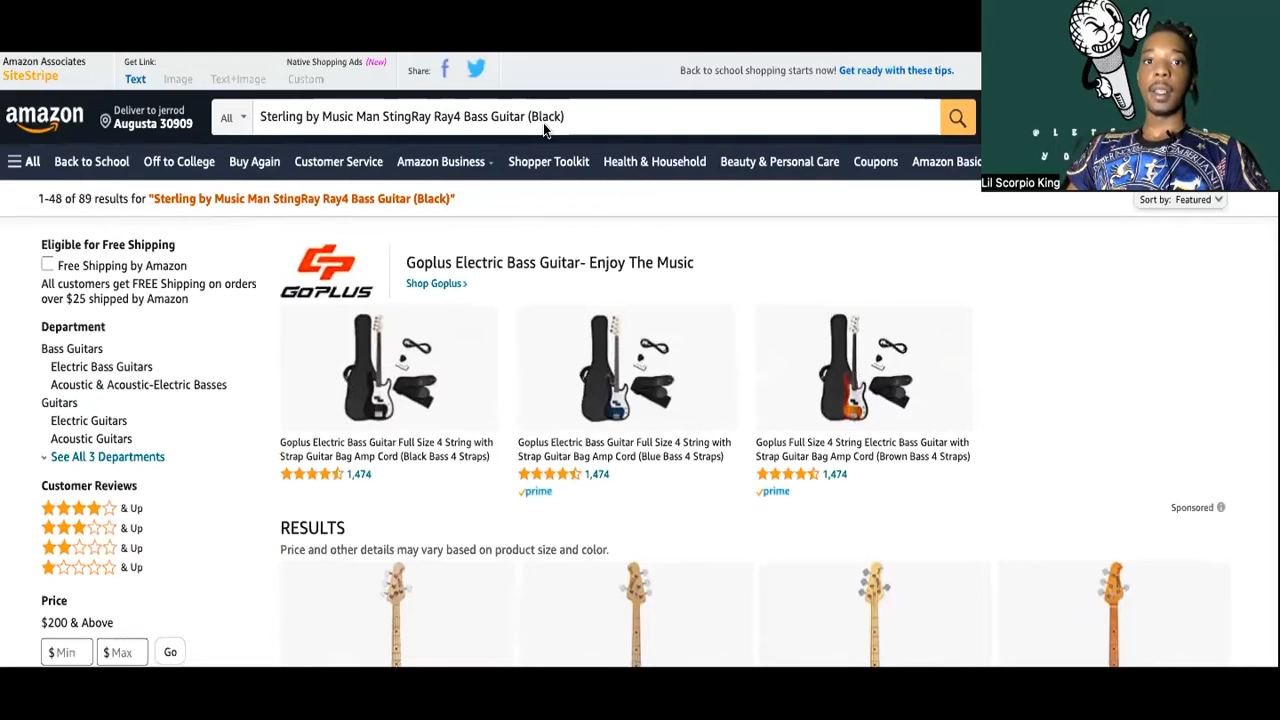 Amazon Associates
SiteStripe
Get Link:
Text Image Text+Image
Native Shopping Ads (New)
Custom
Share:
Back to school shopping starts now! Get ready with these tips.
amazon
Deliver to jerrod
Augusta 30909
All
Sterling by Music Man StingRay Ray4 Bass Guitar (Black)
All Back to School Off to College Buy Again Customer Service Amazon Business Shopper Toolkit Health & Household Beauty & Personal Care Coupons Amazon Basic
Lil Scorpio King
1-48 of 89 results for "Sterling by Music Man StingRay Ray4 Bass Guitar (Black)"
Sort by: Featured
Eligible for Free Shipping
Free Shipping by Amazon
All customers get FREE Shipping on orders
over $25 shipped by Amazon
Department
Bass Guitars
Electric Bass Guitars
Acoustic & Acoustic-Electric Basses
Guitars
Electric Guitars
Acoustic Guitars
See All 3 Departments
Customer Reviews
& Up
& Up
& Up
& Up
Price
$200 & Above
$ Min $ Max Go
GOPLUS
Goplus Electric Bass Guitar- Enjoy The Music
Shop Goplus›
Goplus Electric Bass Guitar Full Size 4 String with
Strap Guitar Bag Amp Cord (Black Bass 4 Straps)
1,474
Goplus Electric Bass Guitar Full Size 4 String with
Strap Guitar Bag Amp Cord (Blue Bass 4 Straps)
1,474
prime
Goplus Full Size 4 String Electric Bass Guitar with
Strap Guitar Bag Amp Cord (Brown Bass 4 Straps)
1,474
prime
Sponsored
RESULTS
Price and other details may vary based on product size and color.